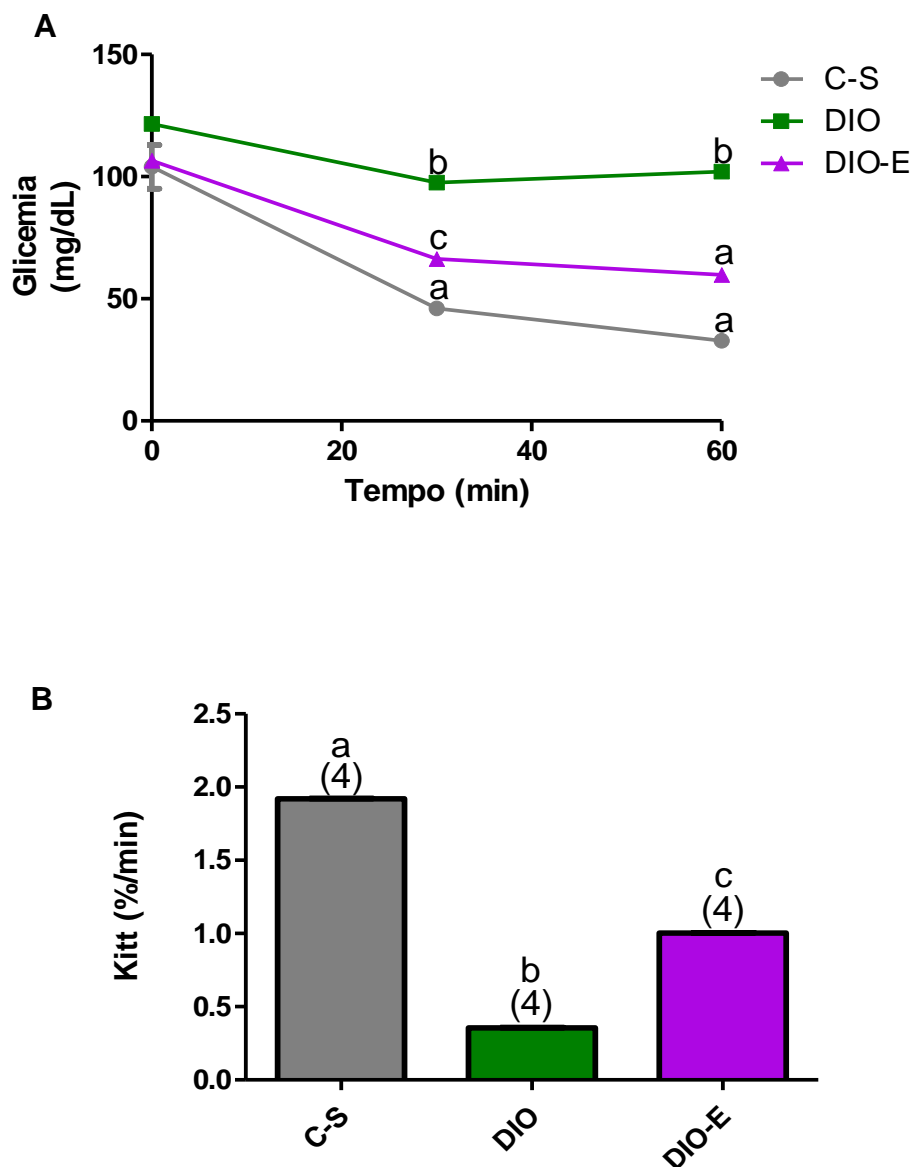 A
150
100
50
0
Glicemia
(mg/dL)
b
b
c
a
a
a
0
20
40
60
Tempo (min)
C-S
DIO
DIO-E
B
2.5
2.0
1.5
1.0
0.5
0.0
Kitt (%/min)
a
(4)
b
(4)
c
(4)
C-S
DIO
DIO-E